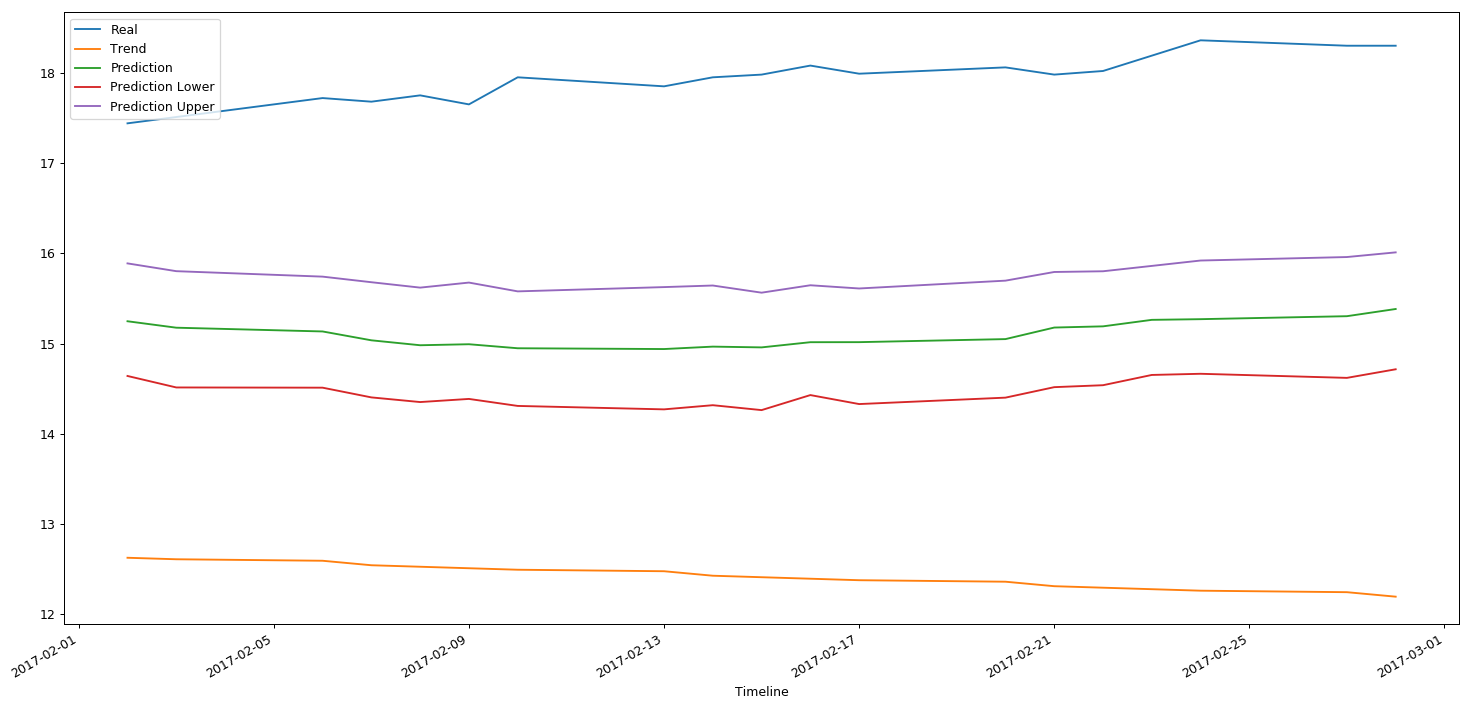 Real
Trend
Prediction
Prediction Lower
Prediction Upper
18
17
16
15
14
13
12
2017-02-01
2017-02-05
2017-02-09
2017-02-13
2017-02-17
2017-02-21
2017-02-25
2017-03-01
Timeline